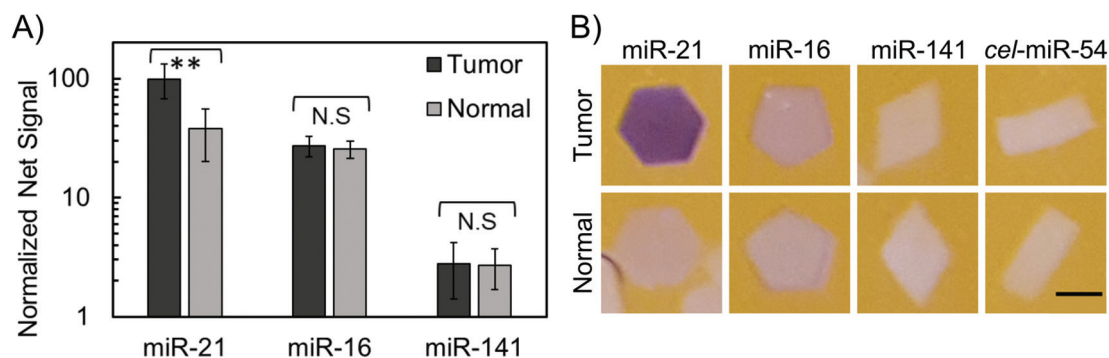 A)
Normalized Net Signal
100
10
1
**
N.S
N.S
Tumor
Normal
miR-21 miR-16 miR-141
B)
miR-21 miR-16 miR-141 cel-miR-54
Tumor
Normal